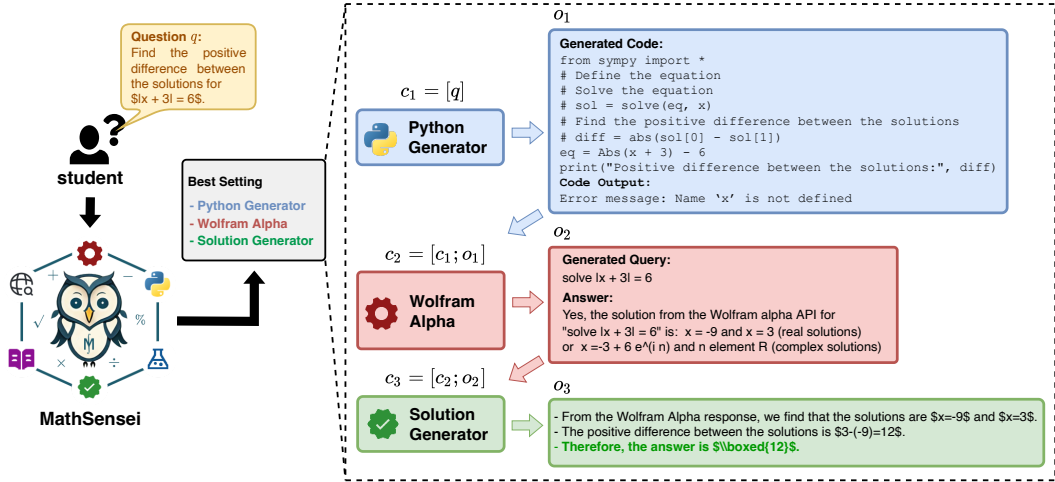 Question q:
Find the positive
difference between
the solutions for
$|x + 3| = 6$.
student
MathSensei
Best Setting
- Python Generator
- Wolfram Alpha
- Solution Generator
c₁ = [q]
Python
Generator
o₁
Generated Code:
from sympy import *
# Define the equation
# Solve the equation
# sol = solve(eq, x)
# Find the positive difference between the solutions
# diff = abs(sol[0] - sol[1])
eq = Abs(x + 3) - 6
print("Positive difference between the solutions:", diff)
Code Output:
Error message: Name ‘x’ is not defined
c₂ = [c₁; o₁]
Wolfram
Alpha
o₂
Generated Query:
solve |x + 3| = 6
Answer:
Yes, the solution from the Wolfram alpha API for
"solve |x + 3| = 6" is: x = -9 and x = 3 (real solutions)
or x =-3 + 6 e^(i n) and n element R (complex solutions)
c₃ = [c₂; o₂]
Solution
Generator
o₃
- From the Wolfram Alpha response, we find that the solutions are $x=-9$ and $x=3$.
- The positive difference between the solutions is $3-(-9)=12$.
- Therefore, the answer is $\\boxed{12}$.
+
−
√
%
×
÷